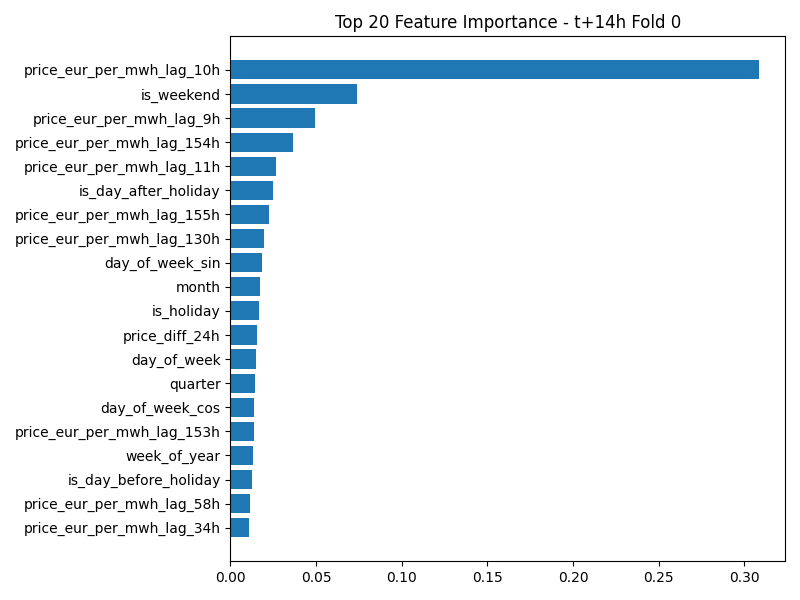 Top 20 Feature Importance - t+14h Fold 0
price_eur_per_mwh_lag_10h
is_weekend
price_eur_per_mwh_lag_9h
price_eur_per_mwh_lag_154h
price_eur_per_mwh_lag_11h
is_day_after_holiday
price_eur_per_mwh_lag_155h
price_eur_per_mwh_lag_130h
day_of_week_sin
month
is_holiday
price_diff_24h
day_of_week
quarter
day_of_week_cos
price_eur_per_mwh_lag_153h
week_of_year
is_day_before_holiday
price_eur_per_mwh_lag_58h
price_eur_per_mwh_lag_34h
0.00 0.05 0.10 0.15 0.20 0.25 0.30